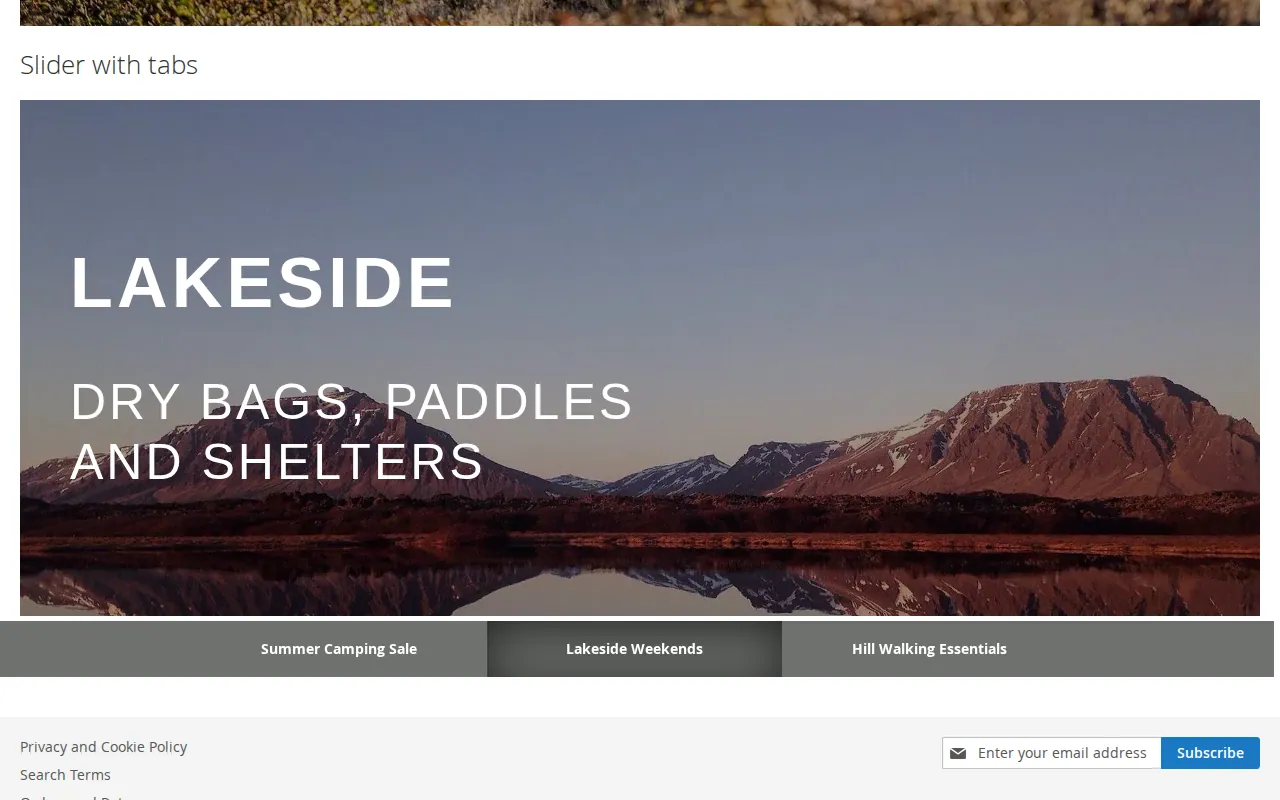 Slider with tabs
LAKESIDE
DRY BAGS, PADDLES
AND SHELTERS
Summer Camping Sale
Lakeside Weekends
Hill Walking Essentials
Privacy and Cookie Policy
Enter your email address
Subscribe
Search Terms